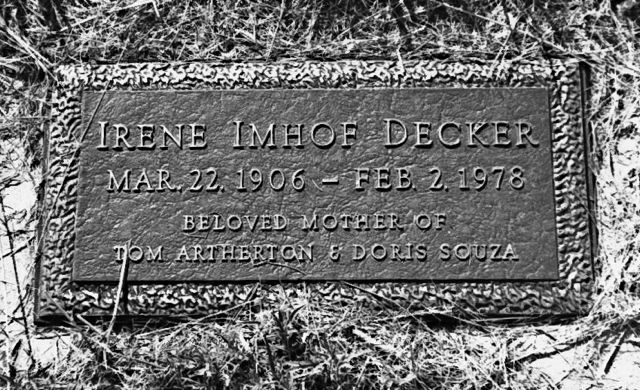 IRENE IMHOF DECKER
MAR. 22, 1906 – FEB. 2, 1978
BELOVED MOTHER OF
TOM ARTHERTON & DORIS SOUZA